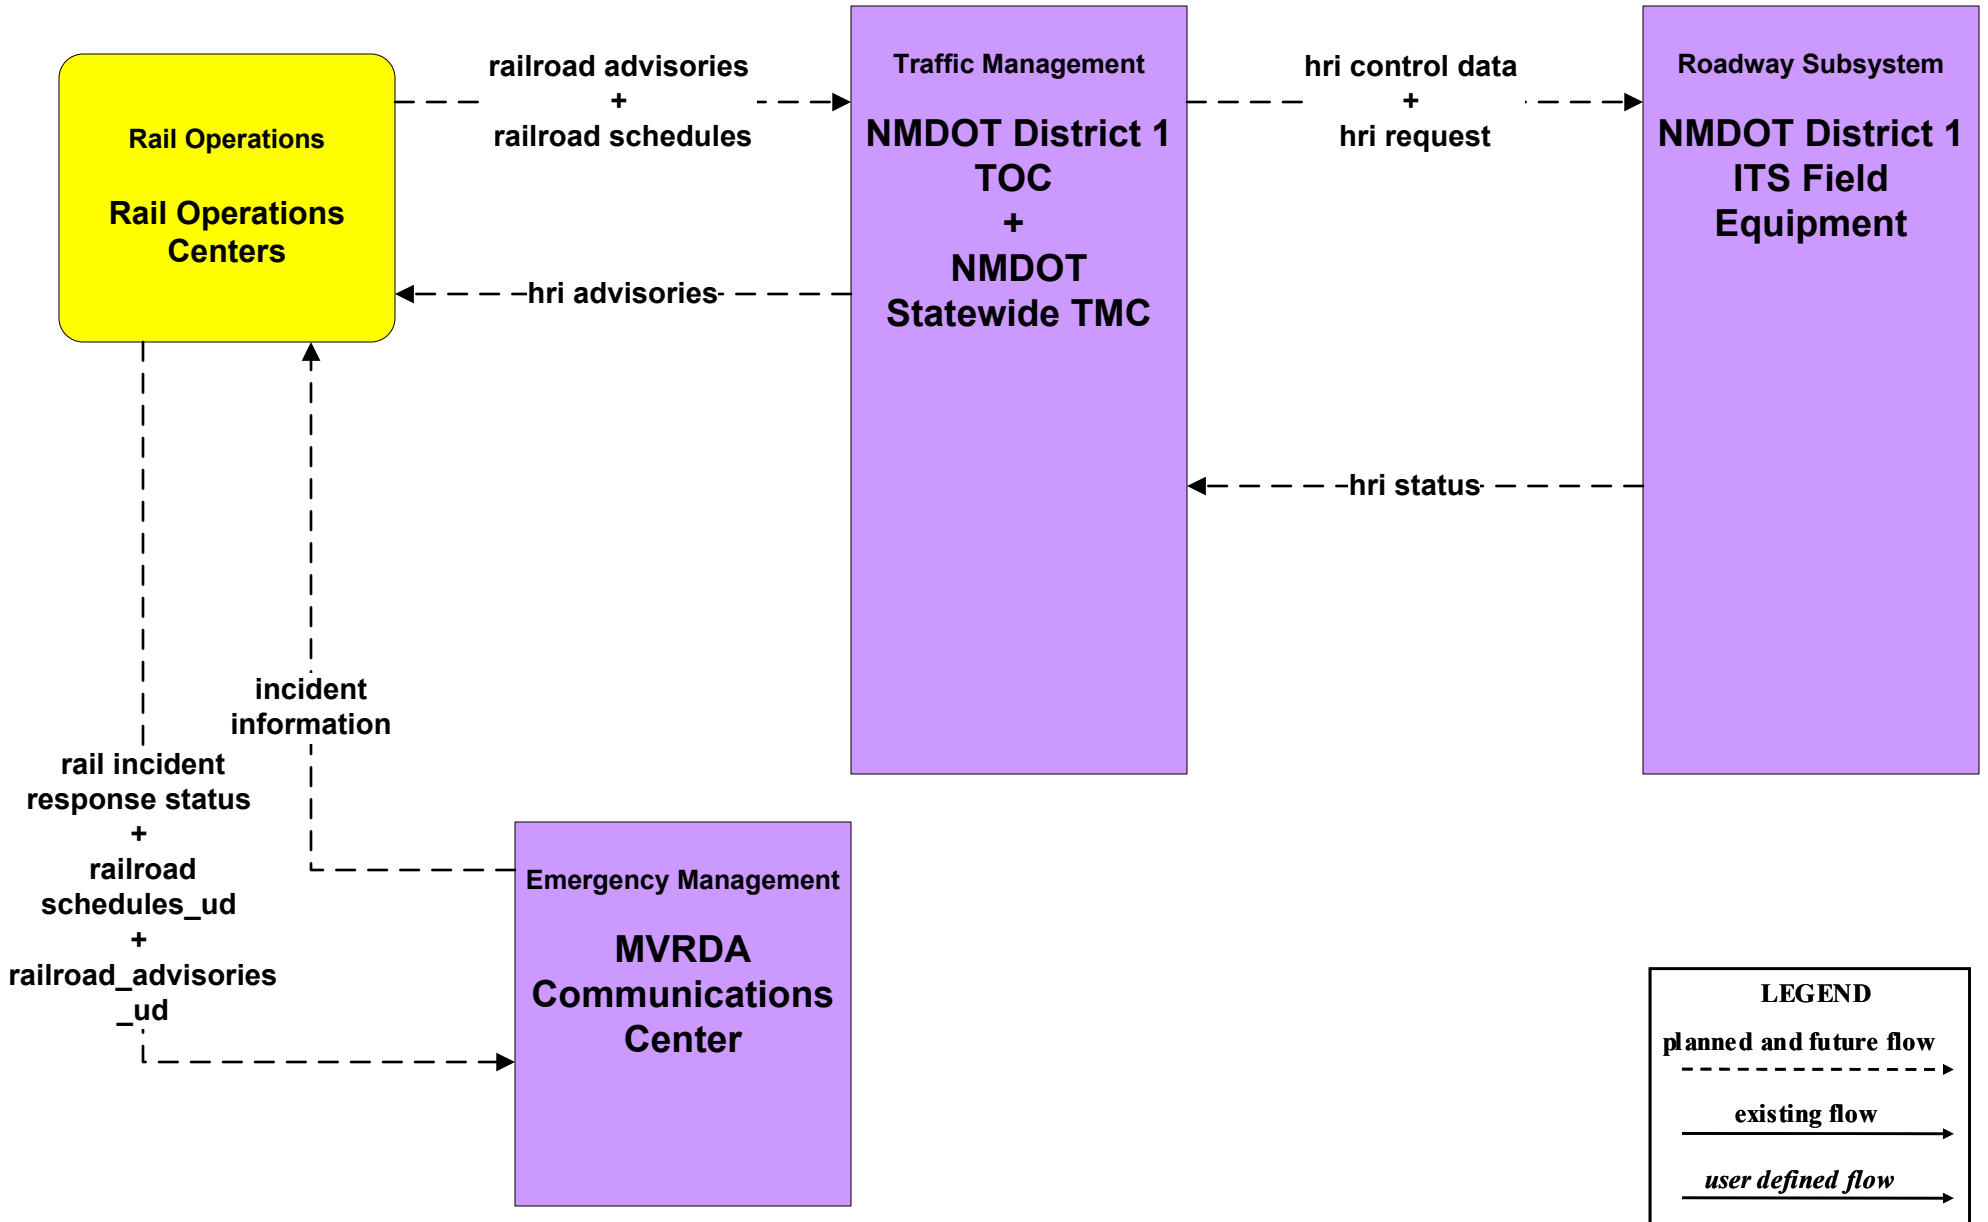 Rail Operations
Rail Operations
Centers
railroad advisories
+
railroad schedules
hri advisories
Traffic Management
NMDOT District 1
TOC
+
NMDOT
Statewide TMC
hri control data
+
hri request
hri status
Roadway Subsystem
NMDOT District 1
ITS Field
Equipment
incident
information
rail incident
response status
+
railroad
schedules_ud
+
railroad_advisories
_ud
Emergency Management
MVRDA
Communications
Center
LEGEND
planned and future flow
existing flow
user defined flow